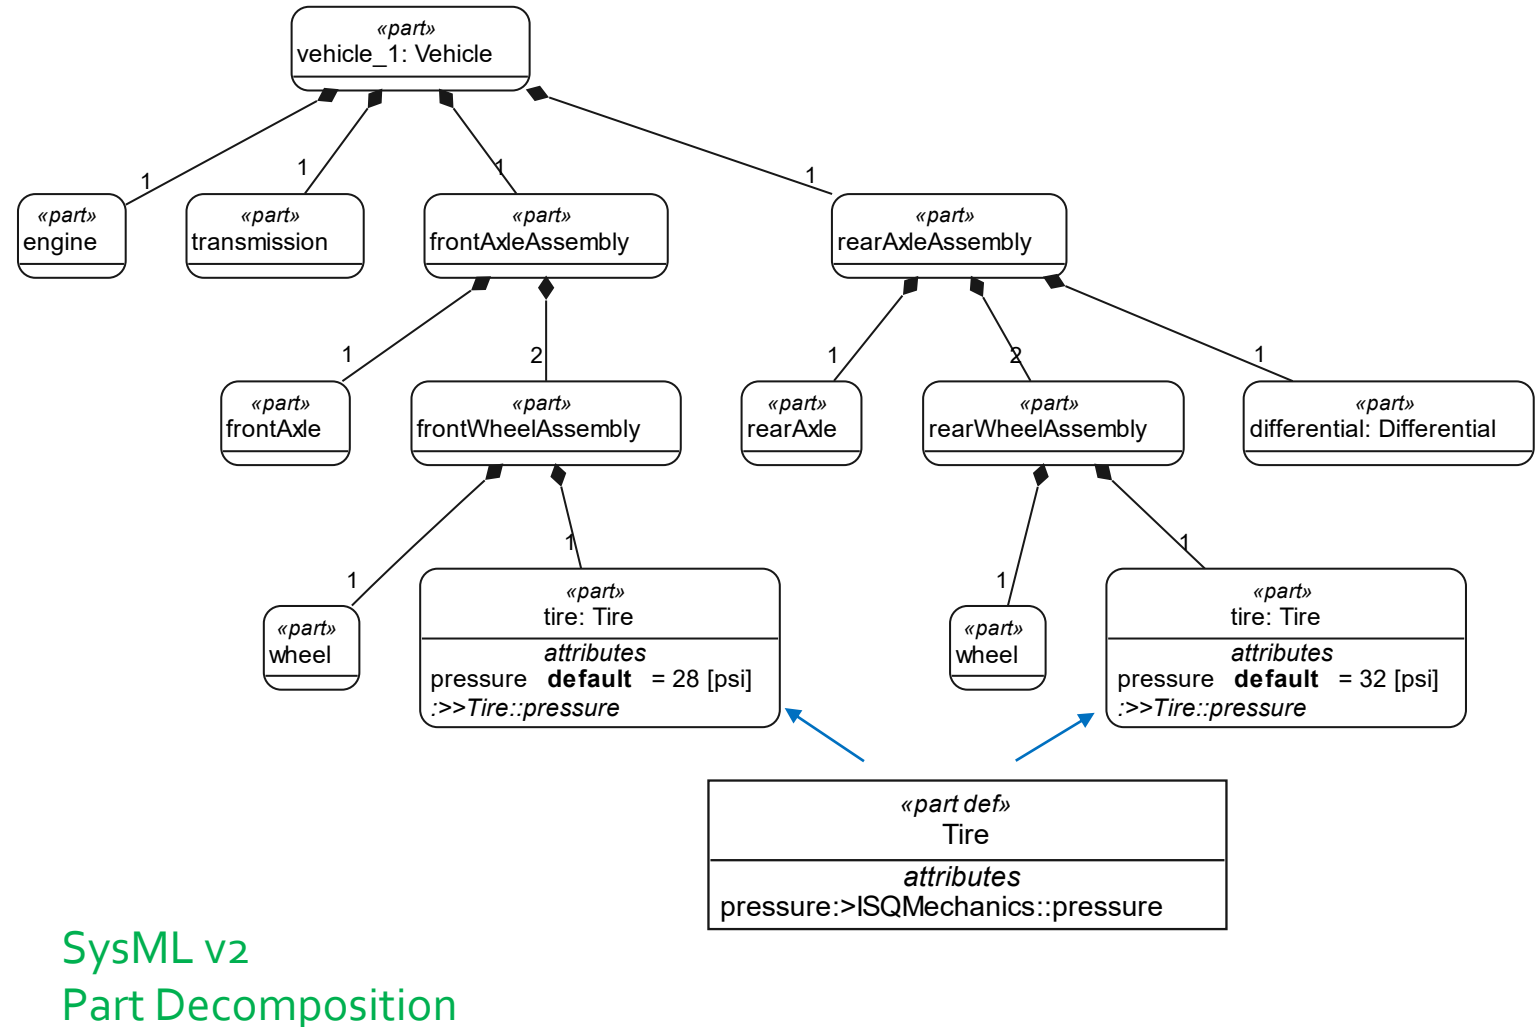 «part»
vehicle_1: Vehicle
1
1
1
1
«part»
engine
«part»
transmission
«part»
frontAxleAssembly
«part»
rearAxleAssembly
1
2
1
2
1
«part»
frontAxle
«part»
frontWheelAssembly
«part»
rearAxle
«part»
rearWheelAssembly
«part»
differential: Differential
1
1
1
1
«part»
wheel
«part»
tire: Tire
attributes
pressure default = 28 [psi]
:>>Tire::pressure
«part»
wheel
«part»
tire: Tire
attributes
pressure default = 32 [psi]
:>>Tire::pressure
«part def»
Tire
attributes
pressure:>ISQMechanics::pressure
SysML v2
Part Decomposition